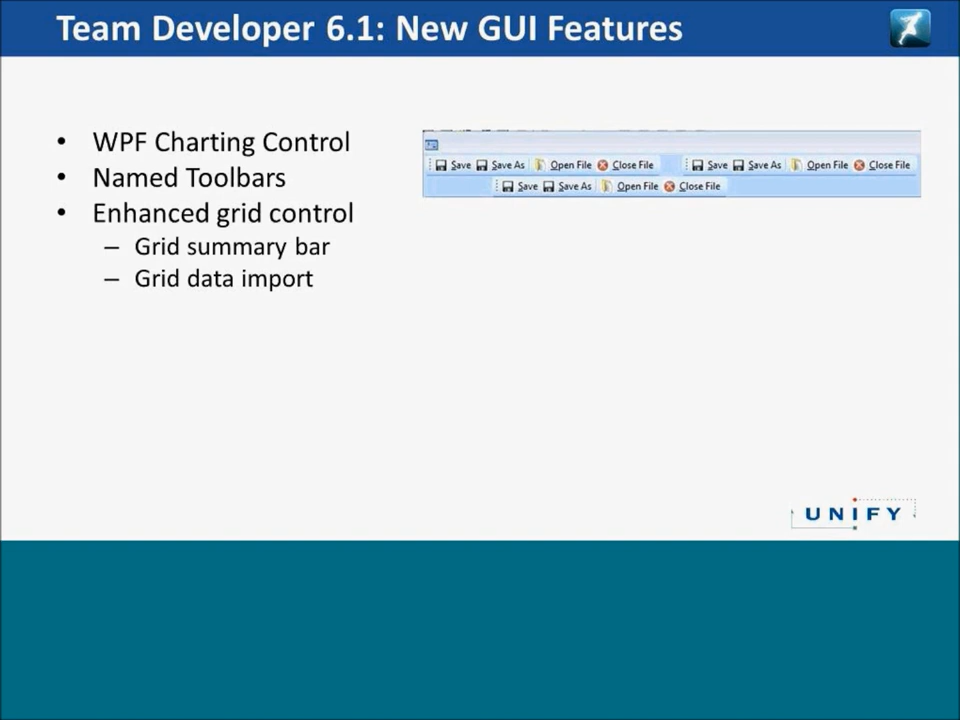 Team Developer 6.1: New GUI Features
• WPF Charting Control
• Named Toolbars
• Enhanced grid control
– Grid summary bar
– Grid data import
Save Save As Open File Close File Save Save As Open File Close File
Save Save As Open File Close File
UNIFY